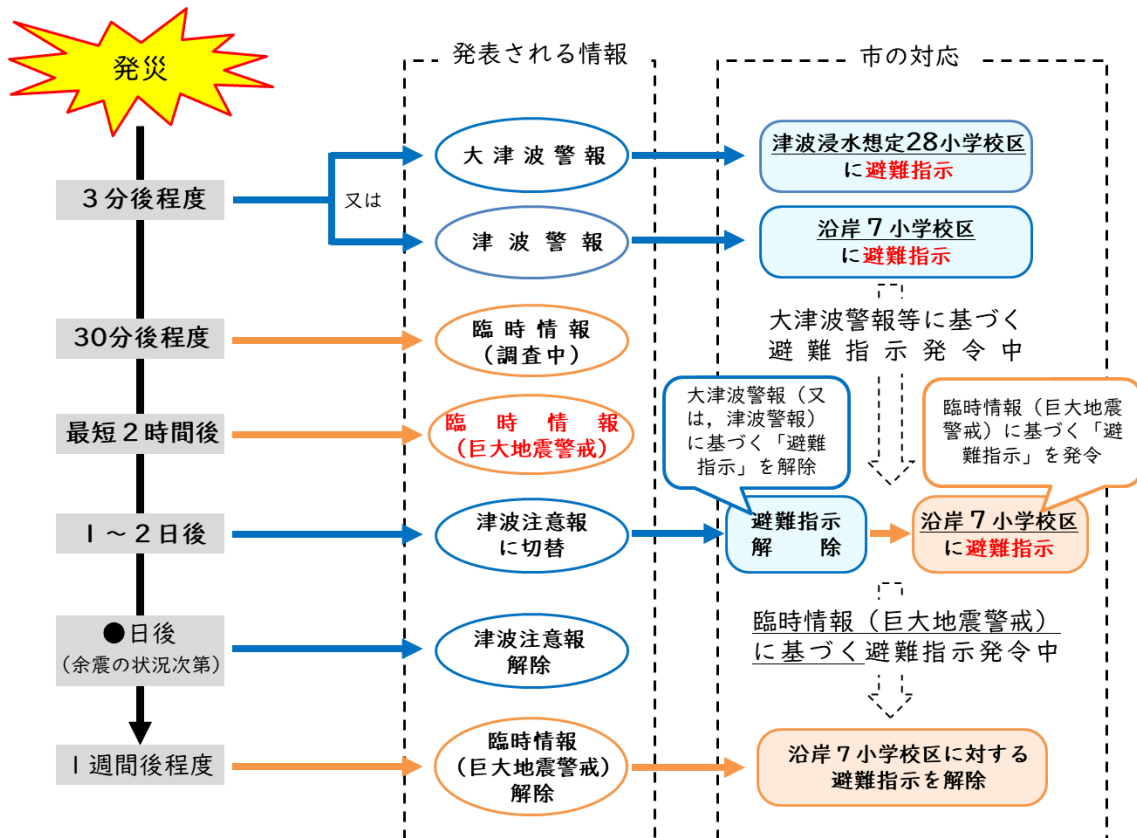 発災
発表される情報
市の対応
3分後程度
又は
大津波警報
津波浸水想定28小学校区
に避難指示
津波警報
沿岸7小学校区
に避難指示
30分後程度
臨時情報
(調査中)
大津波警報等に基づく
避難指示発令中
最短2時間後
臨時情報
(巨大地震警戒)
大津波警報(又
は,津波警報)
に基づく「避難
指示」を解除
臨時情報(巨大地震
警戒)に基づく「避
難指示」を発令
1~2日後
津波注意報
に切替
避難指示
解除
沿岸7小学校区
に避難指示
●日後
(余震の状況次第)
津波注意報
解除
臨時情報(巨大地震警戒)
に基づく避難指示発令中
1週間後程度
臨時情報
(巨大地震警戒)
解除
沿岸7小学校区に対する
避難指示を解除